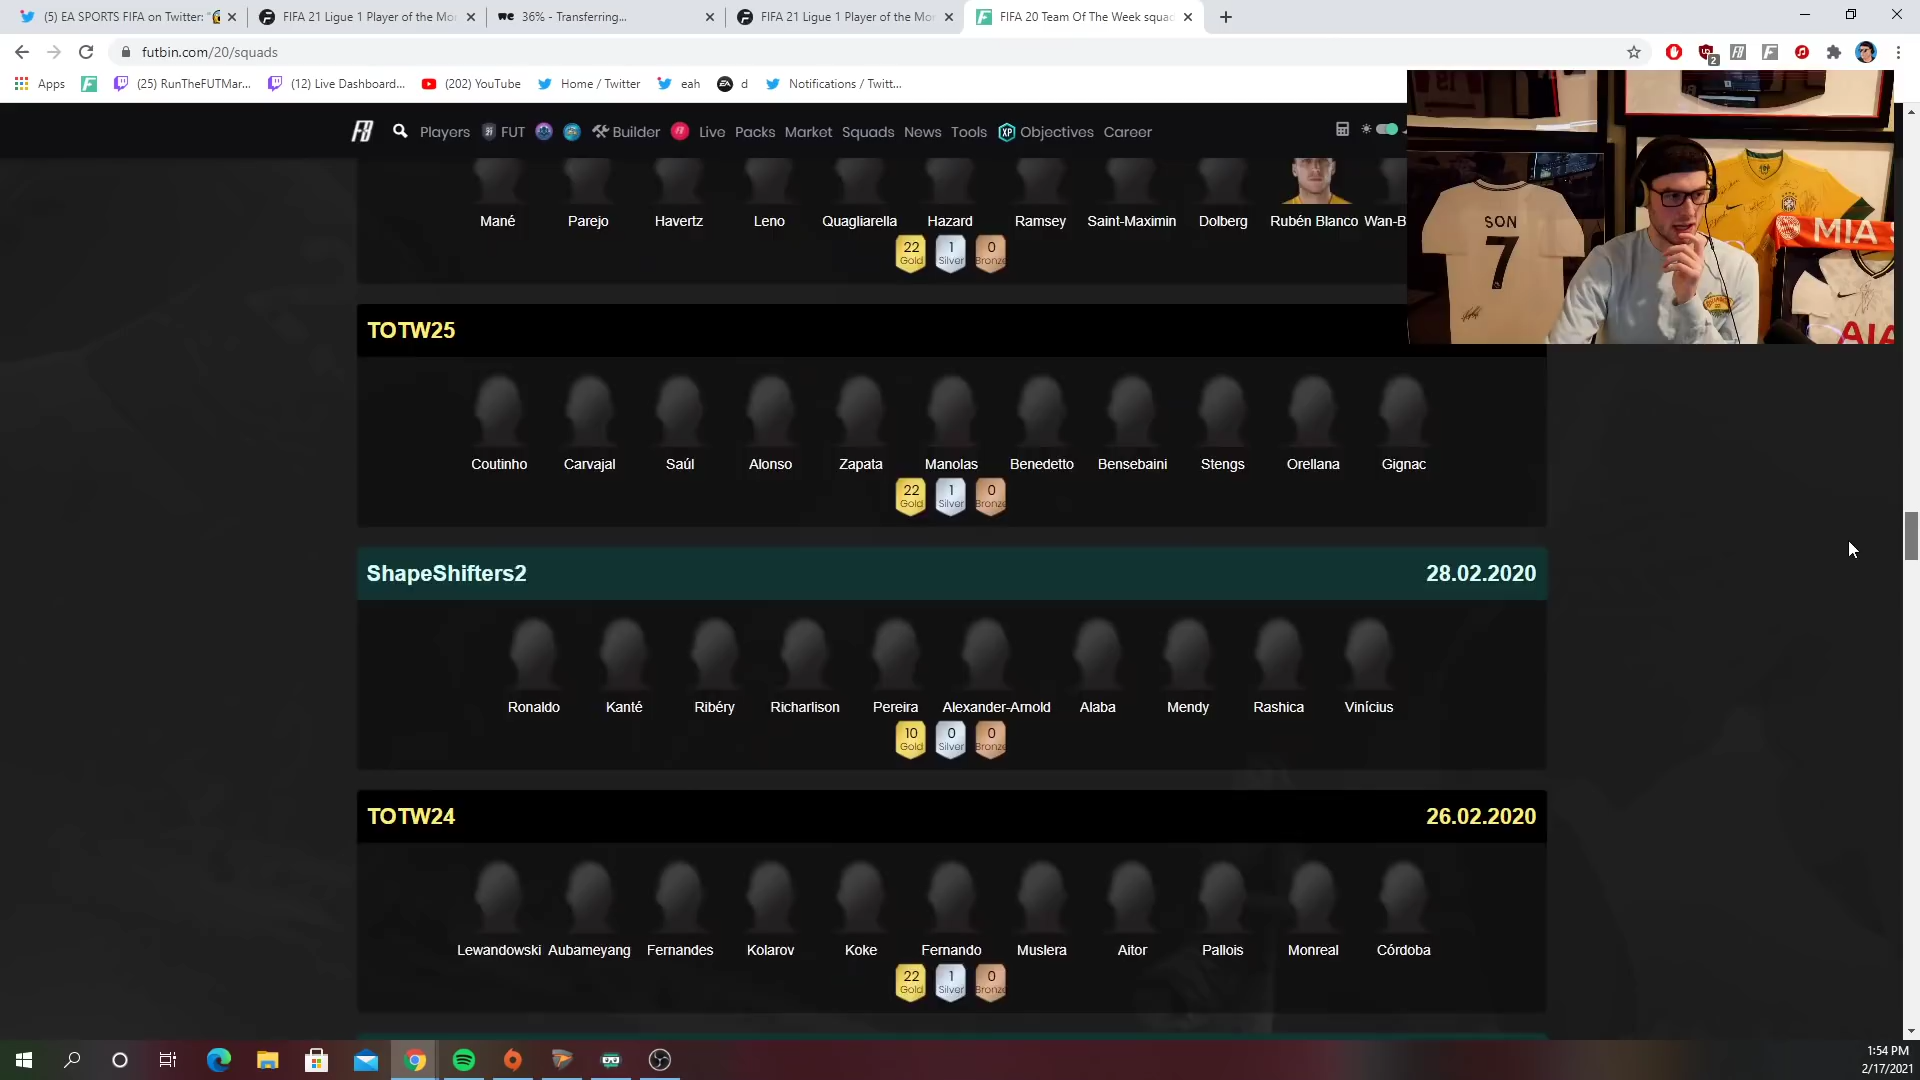 (5) EA SPORTS FIFA on Twitter: "
FIFA 21 Ligue 1 Player of the Mo
36% - Transferring...
FIFA 21 Ligue 1 Player of the Mor
FIFA 20 Team Of The Week squa
futbin.com/20/squads
2
Apps
(25) RunTheFUTMar...
(12) Live Dashboard...
(202) YouTube
Home / Twitter
eah
d
Notifications / Twitt...
Players FUT Builder Live Packs Market Squads News Tools XP Objectives Career
Mané Parejo Havertz Leno Quagliarella Hazard Ramsey Saint-Maximin Dolberg Rubén Blanco Wan-B
22 1 0
Gold Silver Bronze
TOTW25
Coutinho Carvajal Saúl Alonso Zapata Manolas Benedetto Bensebaini Stengs Orellana Gignac
22 1 0
Gold Silver Bronze
ShapeShifters2 28.02.2020
Ronaldo Kanté Ribéry Richarlison Pereira Alexander-Arnold Alaba Mendy Rashica Vinícius
10 0 0
Gold Silver Bronze
TOTW24 26.02.2020
Lewandowski Aubameyang Fernandes Kolarov Koke Fernando Muslera Aitor Pallois Monreal Córdoba
22 1 0
Gold Silver Bronze
SON
7
MIA
AIA
1:54 PM
2/17/2021